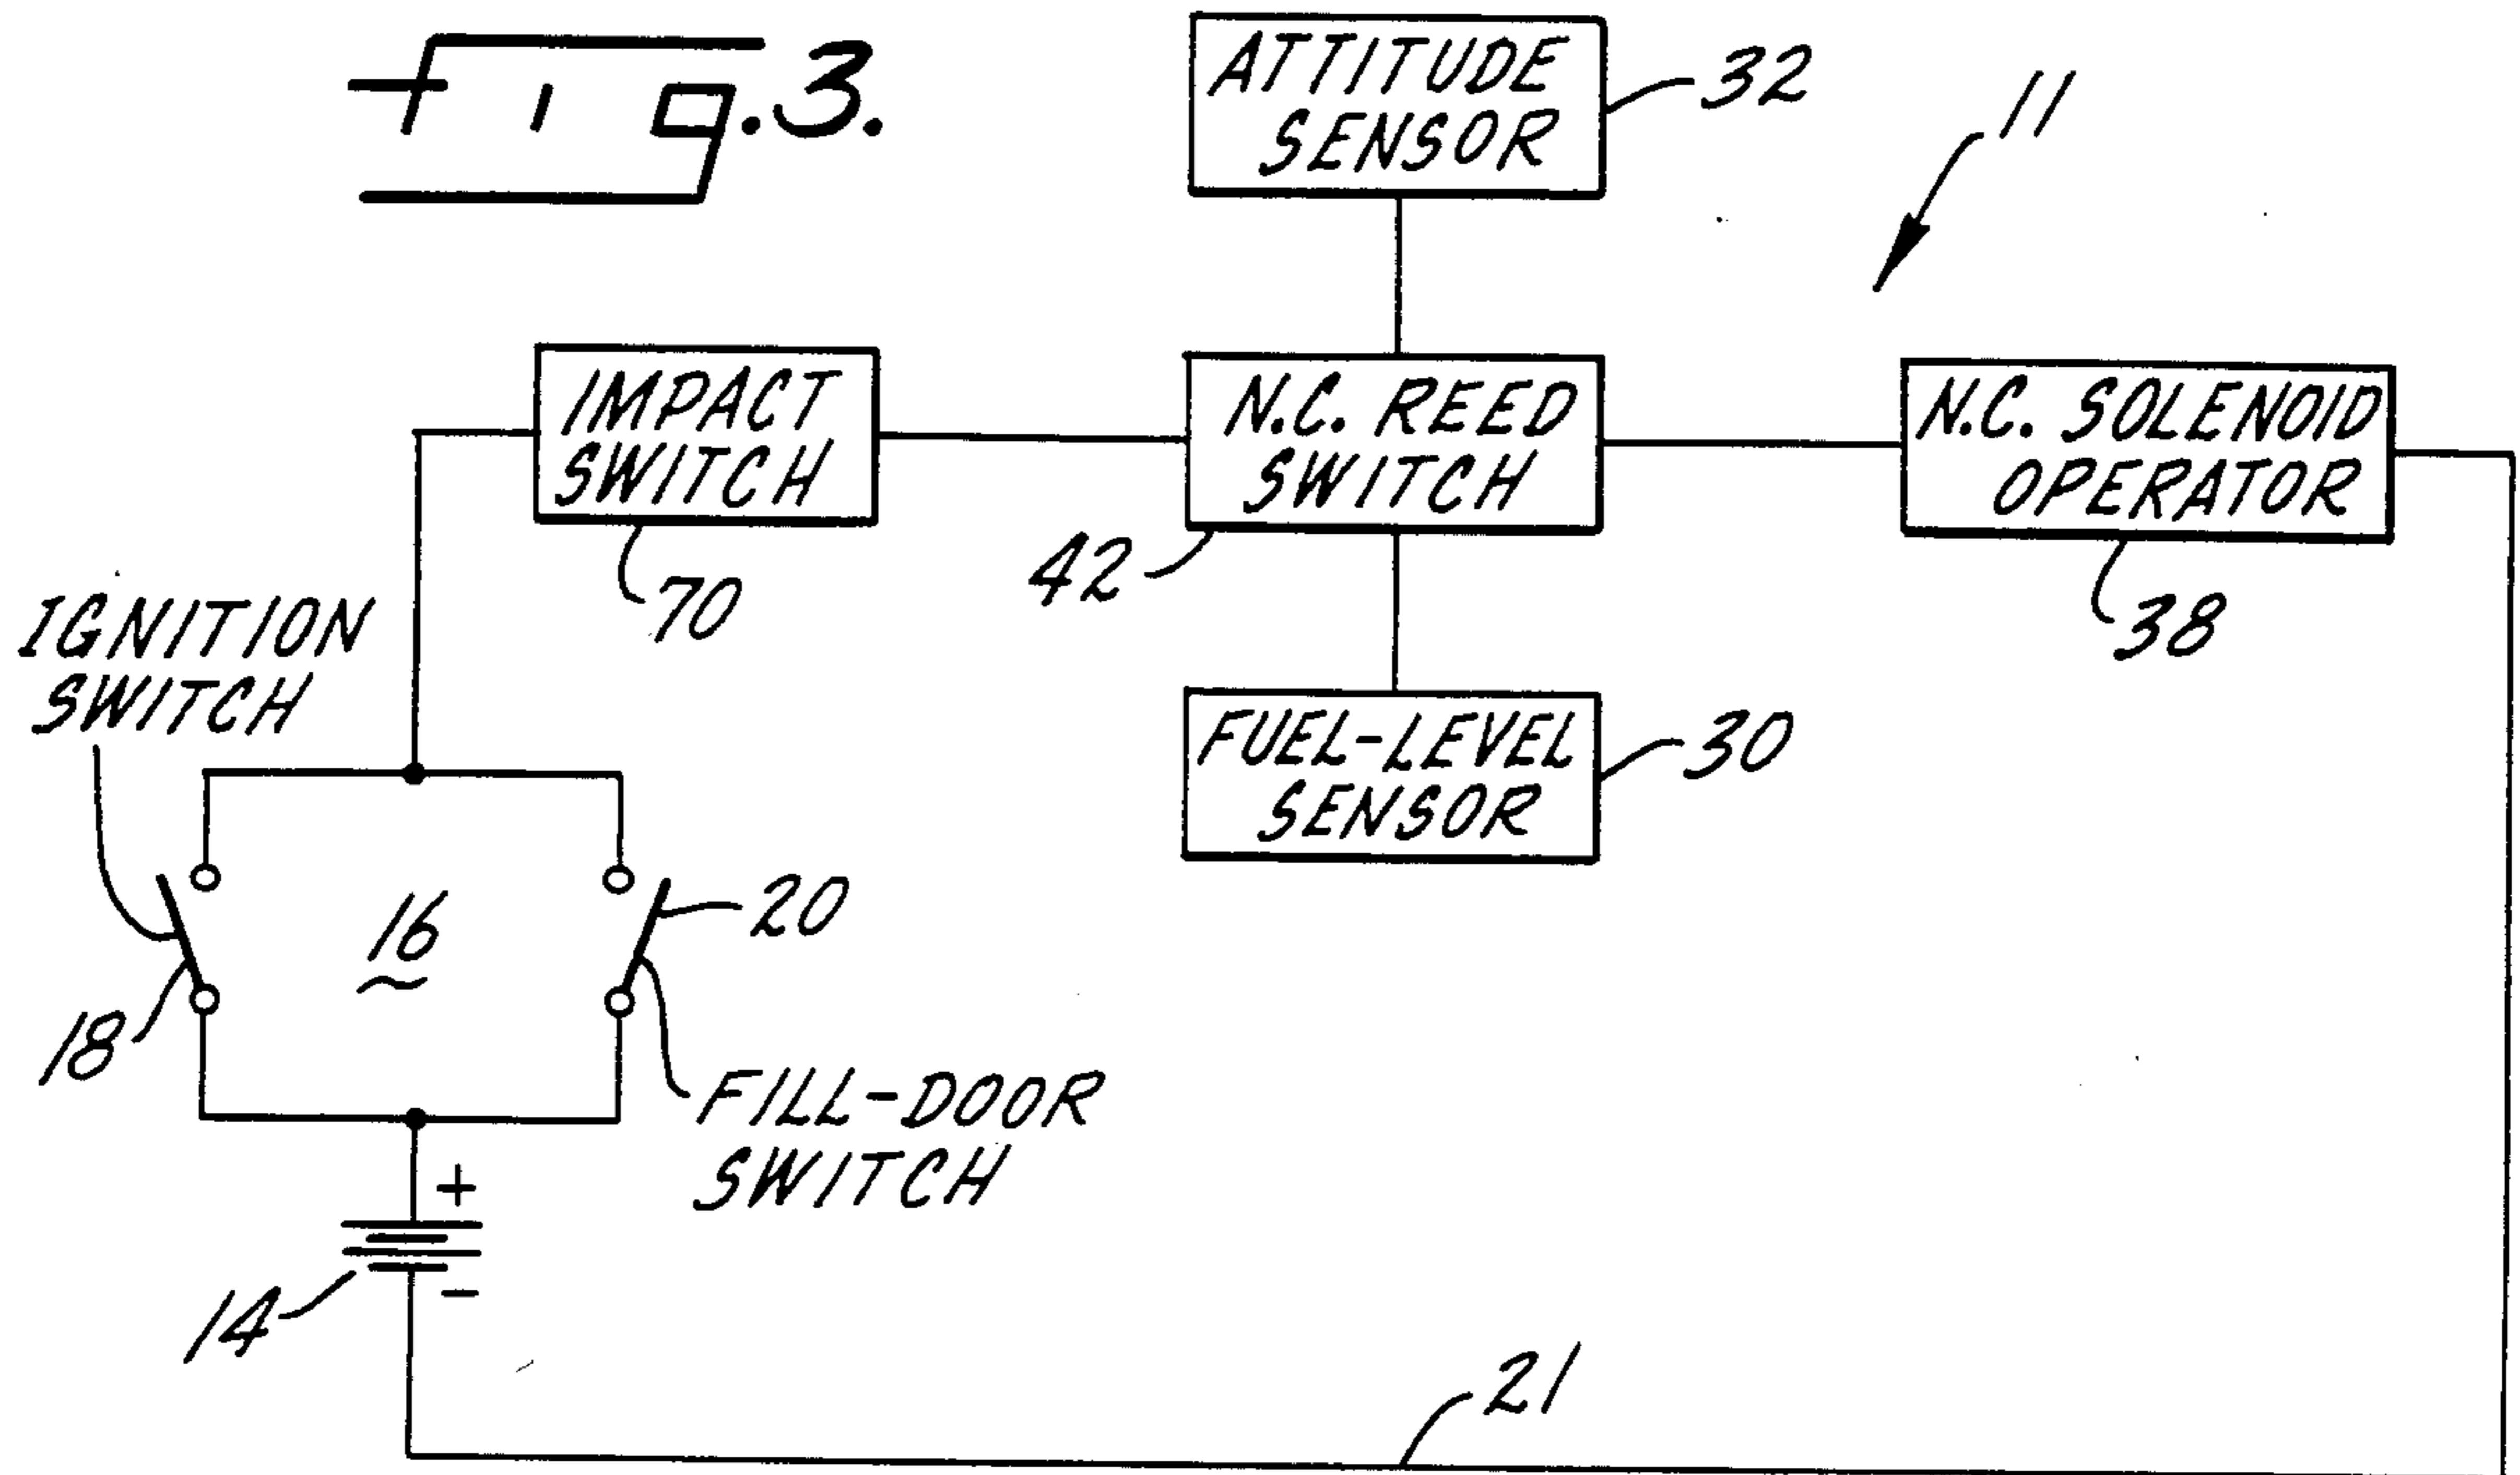 Fig. 3.
ATTITUDE
SENSOR
32
11
IMPACT
SWITCH
70
N.C. REED
SWITCH
42
N.C. SOLENOID
OPERATOR
38
IGNITION
SWITCH
FUEL-LEVEL
SENSOR
30
16
20
18
FILL-DOOR
SWITCH
+
-
14
21